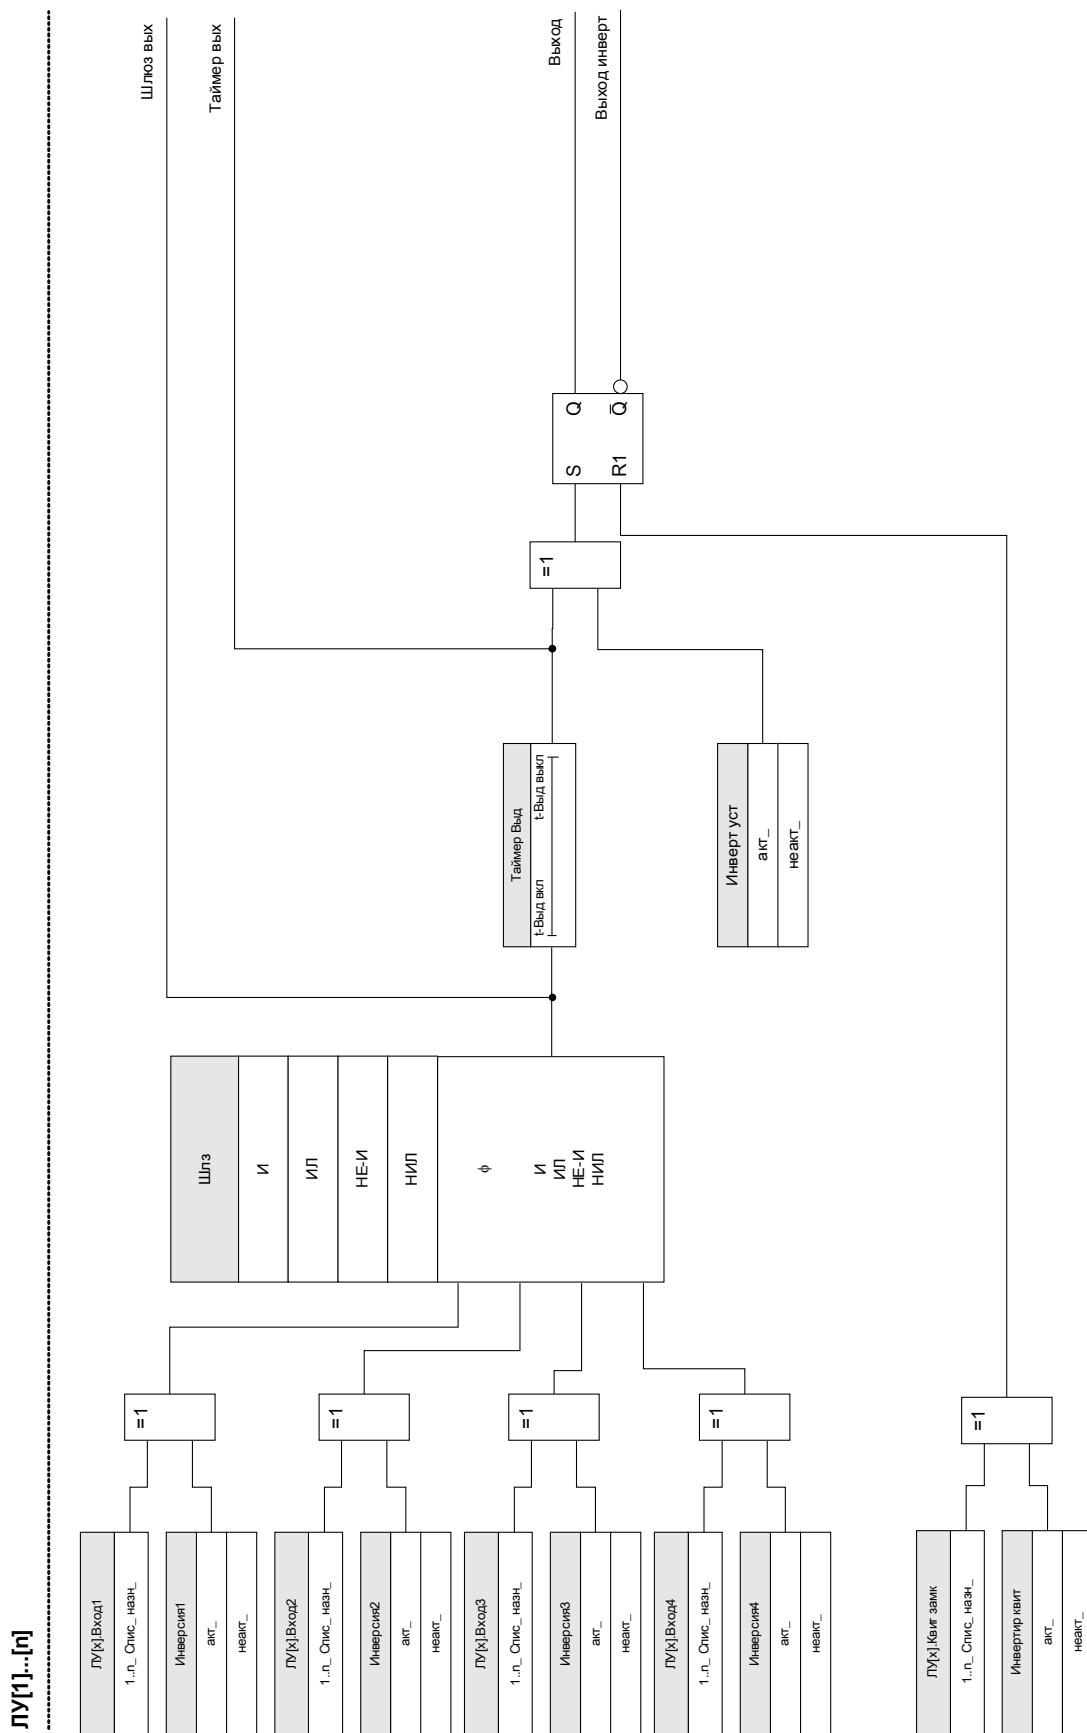 ЛУ[1]...[n]
Шлюз вых
Таймер вых
Выход
Выход инверт
ЛУ[x].Вход1
1..n_ Спис_ назн_
Инверсия1
акт_
неакт_
=1
ЛУ[x].Вход2
1..n_ Спис_ назн_
Инверсия2
акт_
неакт_
=1
ЛУ[x].Вход3
1..n_ Спис_ назн_
Инверсия3
акт_
неакт_
=1
ЛУ[x].Вход4
1..n_ Спис_ назн_
Инверсия4
акт_
неакт_
=1
Шлз
И
ИЛ
НЕ-И
НИЛ
ϕ
И
ИЛ
НЕ-И
НИЛ
Таймер Выд
t-Выд вкл
t-Выд выкл
Инверт уст
акт_
неакт_
=1
S
Q
R1
Q̅
ЛУ[x].Квит замк
1..n_ Спис_ назн_
Инвертир квит
акт_
неакт_
=1